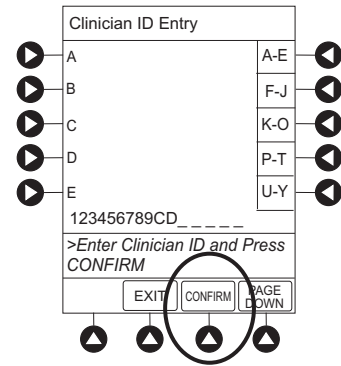 Clinician ID Entry
A A-E
B F-J
C K-O
D P-T
E U-Y
123456789CD_ _ _ _ _
>Enter Clinician ID and Press
CONFIRM
EXIT CONFIRM PAGE
DOWN